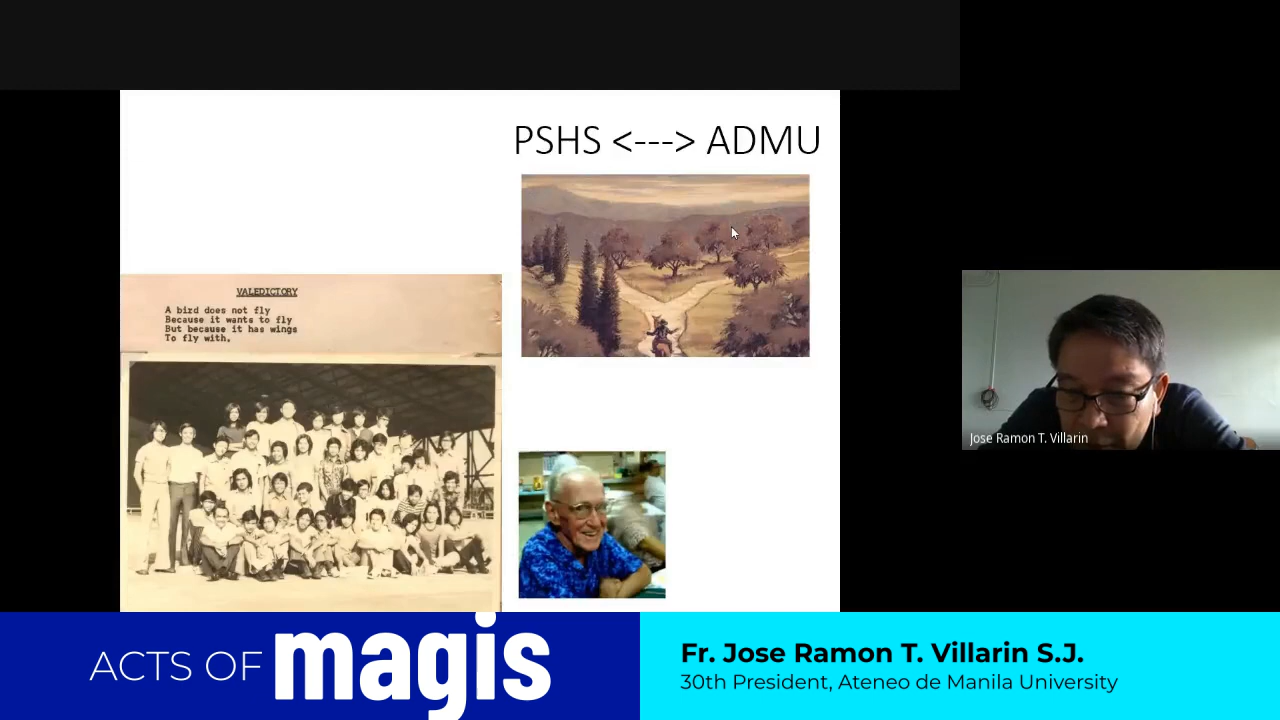 PSHS <---> ADMU
VALEDICTORY
A bird does not fly
Because it wants to fly
But because it has wings
To fly with.
Jose Ramon T. Villarin
ACTS OF magis
Fr. Jose Ramon T. Villarin S.J.
30th President, Ateneo de Manila University